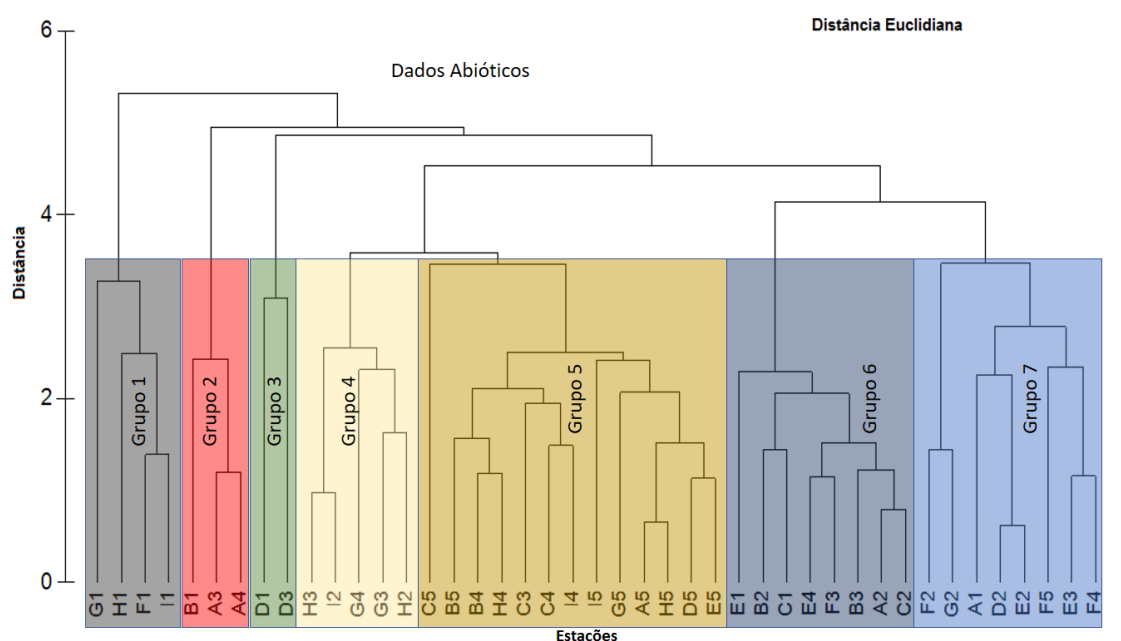 Distância Euclidiana
Dados Abióticos
6
4
2
0
Distância
Grupo 1
Grupo 2
Grupo 3
Grupo 4
Grupo 5
Grupo 6
Grupo 7
G1 H1 F1 I1 B1 A3 A4 D1 D3 H3 I2 G4 G3 H2 C5 B5 B4 H4 C3 C4 I4 I5 G5 A5 H5 D5 E5 E1 B2 C1 E4 F3 B3 A2 C2 F2 G2 A1 D2 E2 F5 E3 F4
Estações